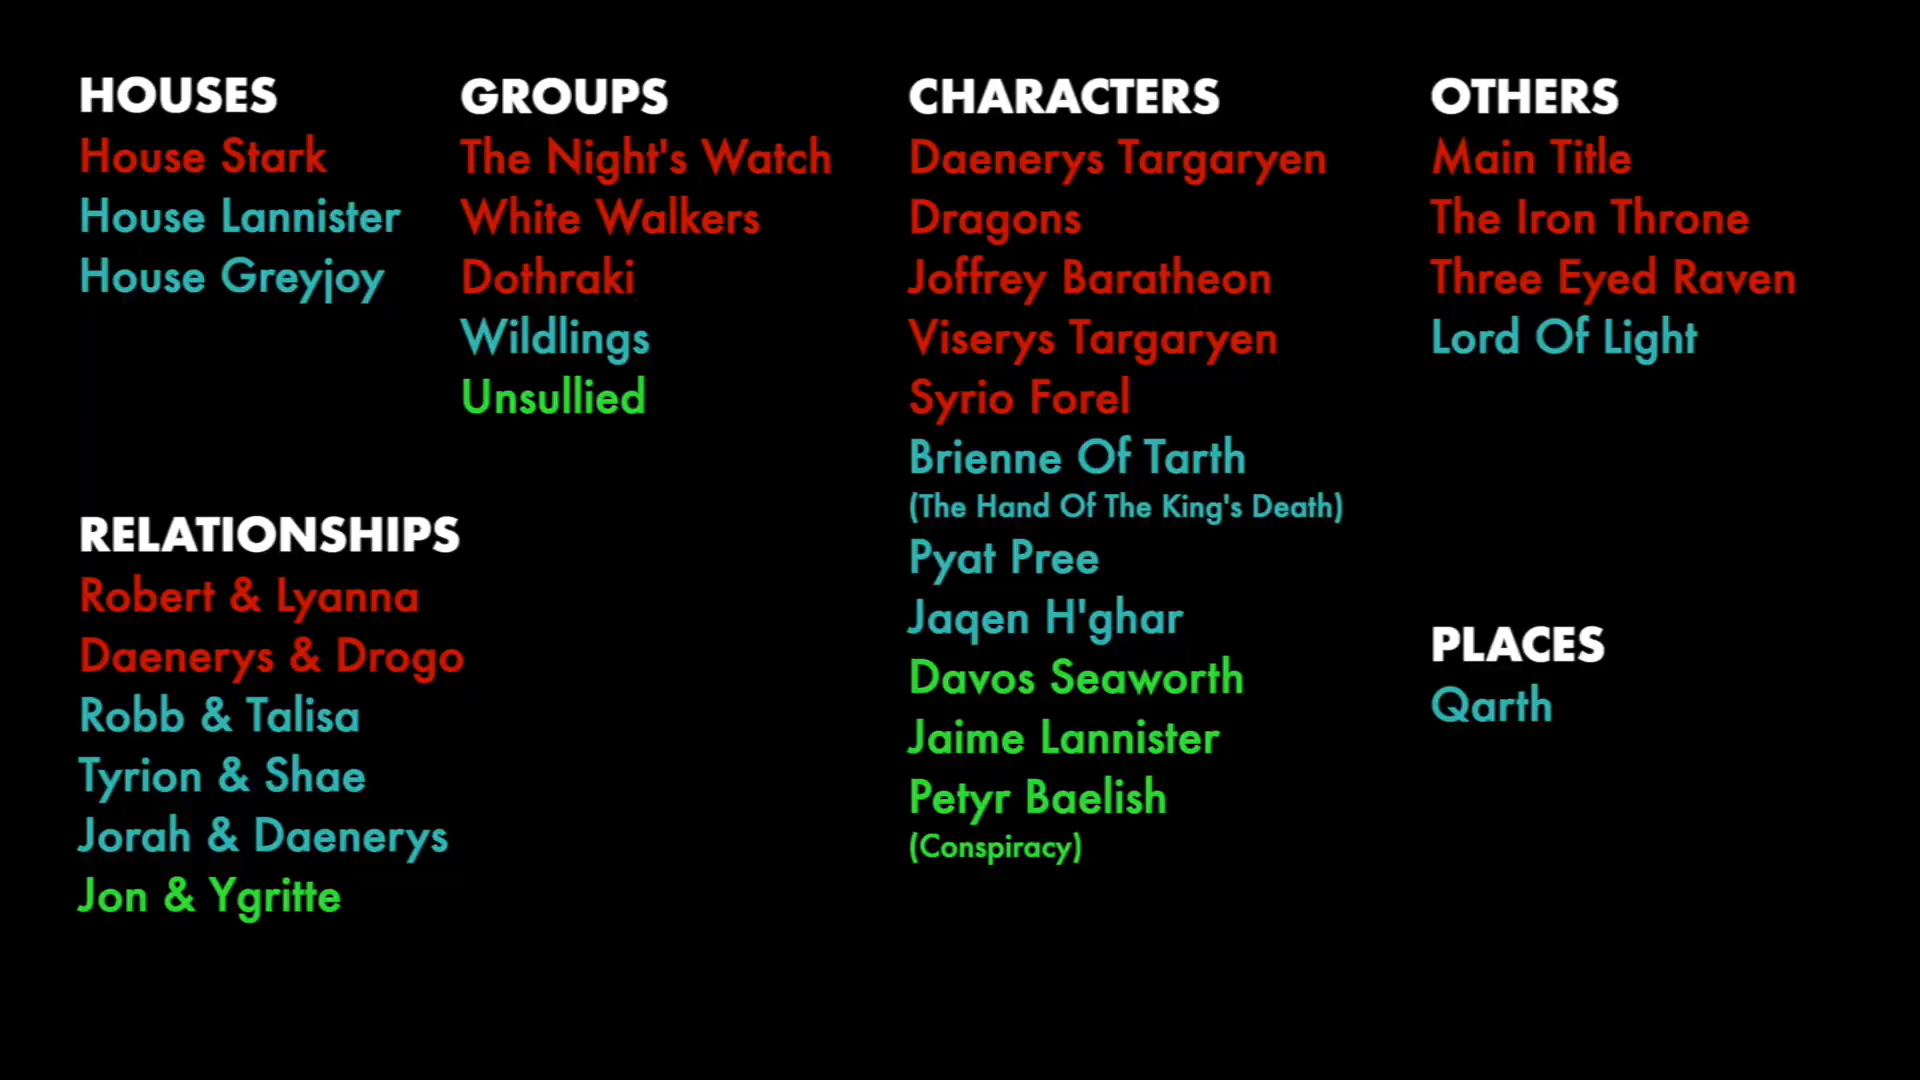 HOUSES
House Stark
House Lannister
House Greyjoy
RELATIONSHIPS
Robert & Lyanna
Daenerys & Drogo
Robb & Talisa
Tyrion & Shae
Jorah & Daenerys
Jon & Ygritte
GROUPS
The Night's Watch
White Walkers
Dothraki
Wildlings
Unsullied
CHARACTERS
Daenerys Targaryen
Dragons
Joffrey Baratheon
Viserys Targaryen
Syrio Forel
Brienne Of Tarth
(The Hand Of The King's Death)
Pyat Pree
Jaqen H'ghar
Davos Seaworth
Jaime Lannister
Petyr Baelish
(Conspiracy)
OTHERS
Main Title
The Iron Throne
Three Eyed Raven
Lord Of Light
PLACES
Qarth